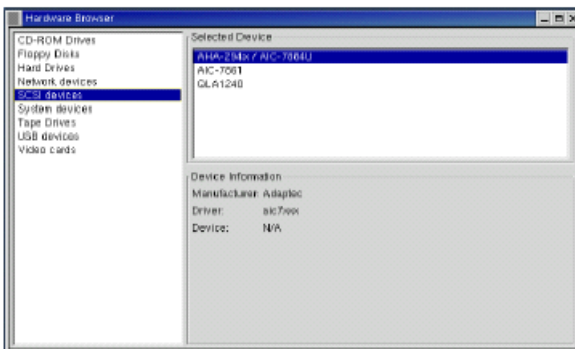 Hardware Browser
CD-ROM Drives
Floppy Disks
Hard Drives
Network devices
SCSI devices
System devices
Tape Drives
USB devices
Video cards
Selected Device
AHA-294x / AIC-7884U
AIC-7861
QLA1240
Device Information
Manufacturer: Adaptec
Driver: aic7xxx
Device: N/A